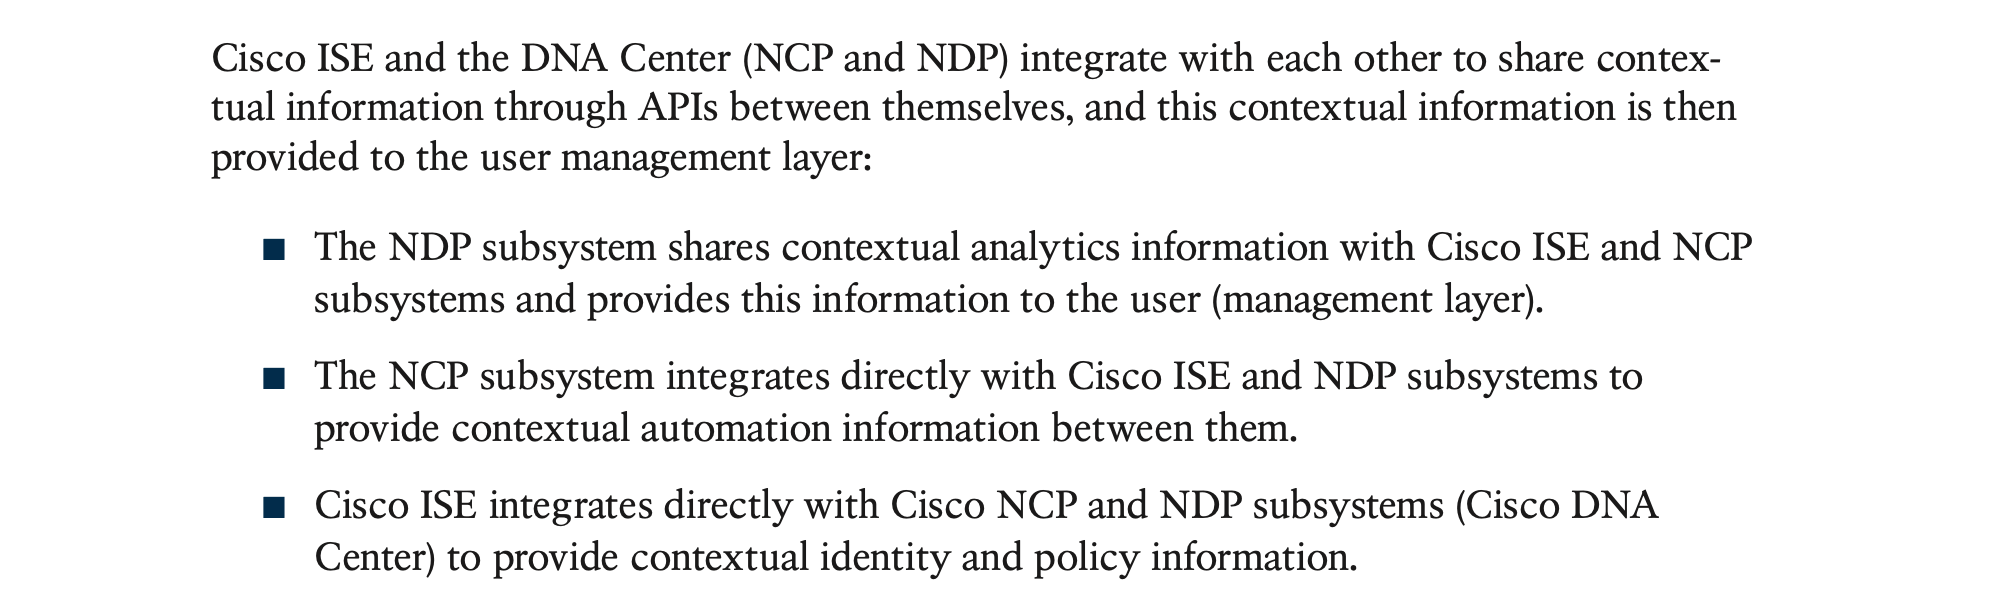 Cisco ISE and the DNA Center (NCP and NDP) integrate with each other to share contex-
tual information through APIs between themselves, and this contextual information is then
provided to the user management layer:
■ The NDP subsystem shares contextual analytics information with Cisco ISE and NCP
subsystems and provides this information to the user (management layer).
■ The NCP subsystem integrates directly with Cisco ISE and NDP subsystems to
provide contextual automation information between them.
■ Cisco ISE integrates directly with Cisco NCP and NDP subsystems (Cisco DNA
Center) to provide contextual identity and policy information.